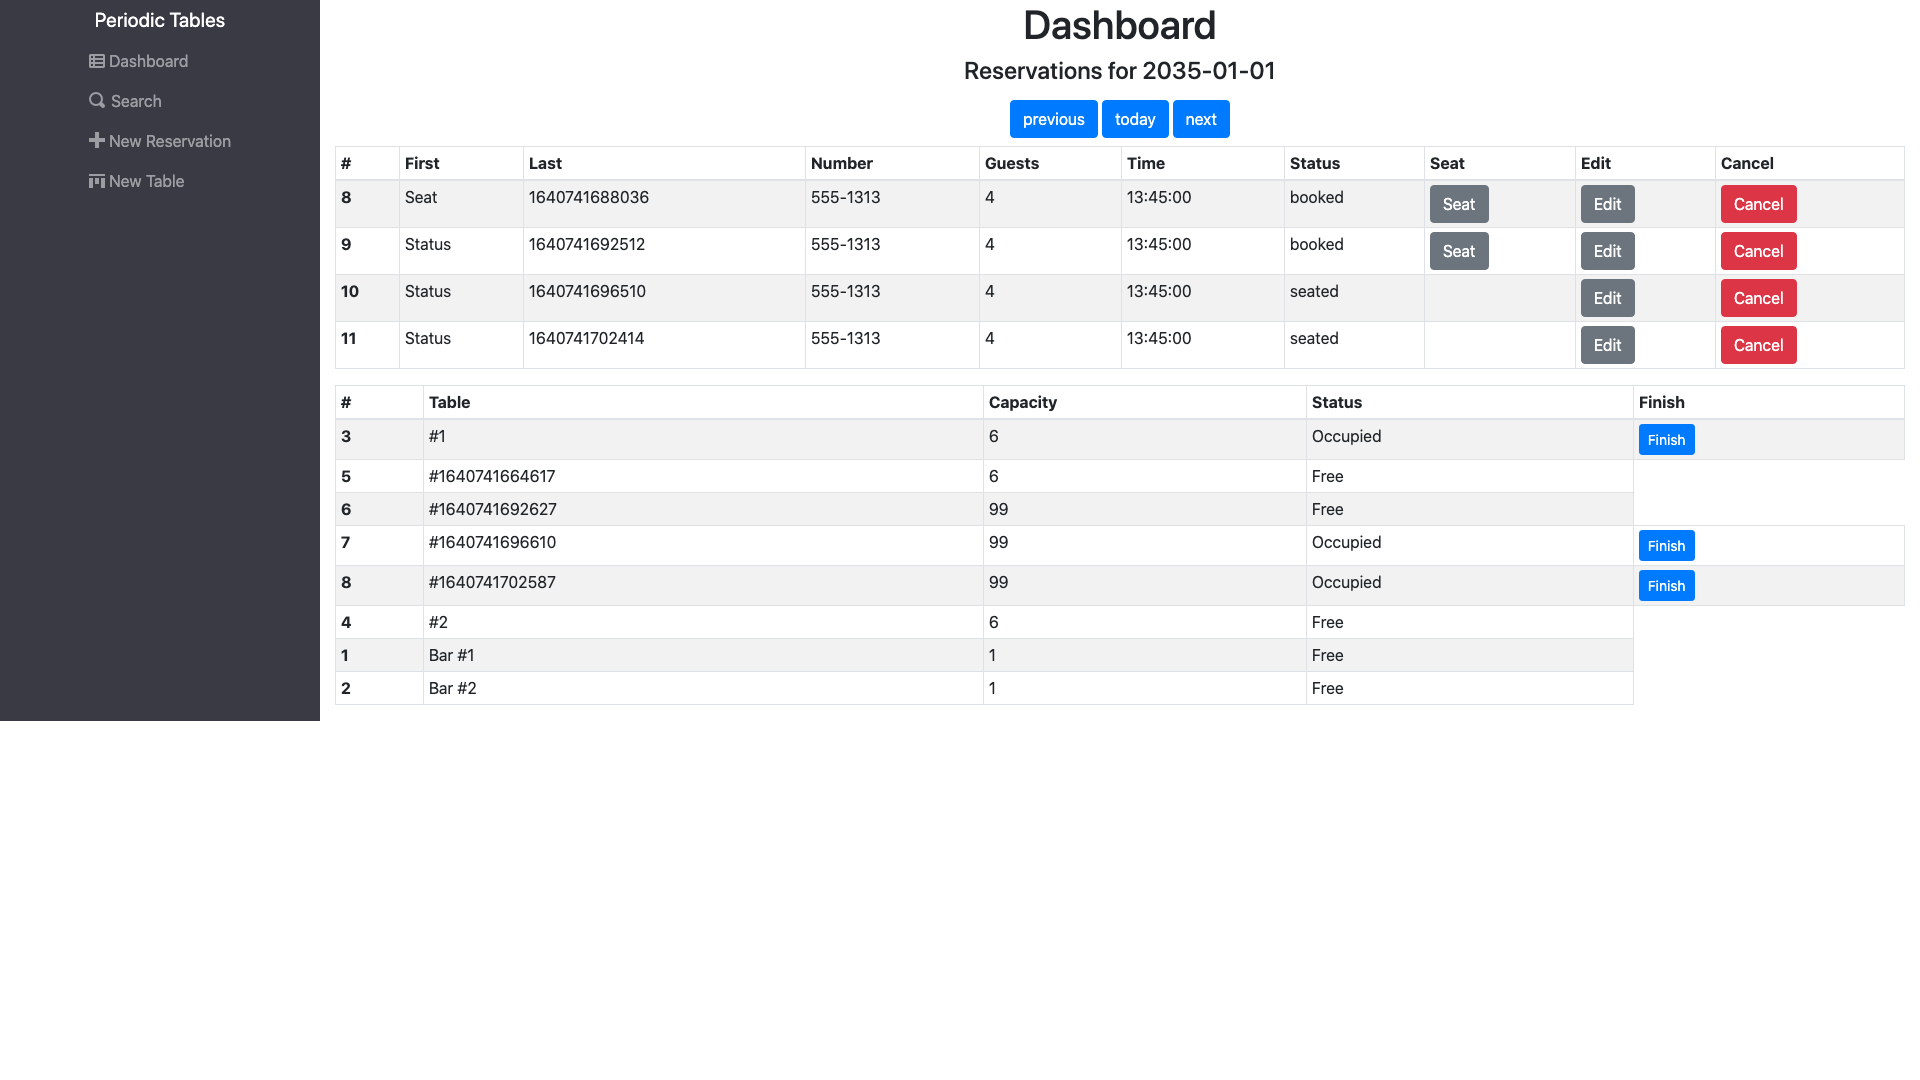 Periodic Tables
Dashboard
Search
New Reservation
New Table
Dashboard
Reservations for 2035-01-01
previous today next
# First Last Number Guests Time Status Seat Edit Cancel
8 Seat 1640741688036 555-1313 4 13:45:00 booked Seat Edit Cancel
9 Status 1640741692512 555-1313 4 13:45:00 booked Seat Edit Cancel
10 Status 1640741696510 555-1313 4 13:45:00 seated Edit Cancel
11 Status 1640741702414 555-1313 4 13:45:00 seated Edit Cancel
# Table Capacity Status Finish
3 #1 6 Occupied Finish
5 #1640741664617 6 Free
6 #1640741692627 99 Free
7 #1640741696610 99 Occupied Finish
8 #1640741702587 99 Occupied Finish
4 #2 6 Free
1 Bar #1 1 Free
2 Bar #2 1 Free